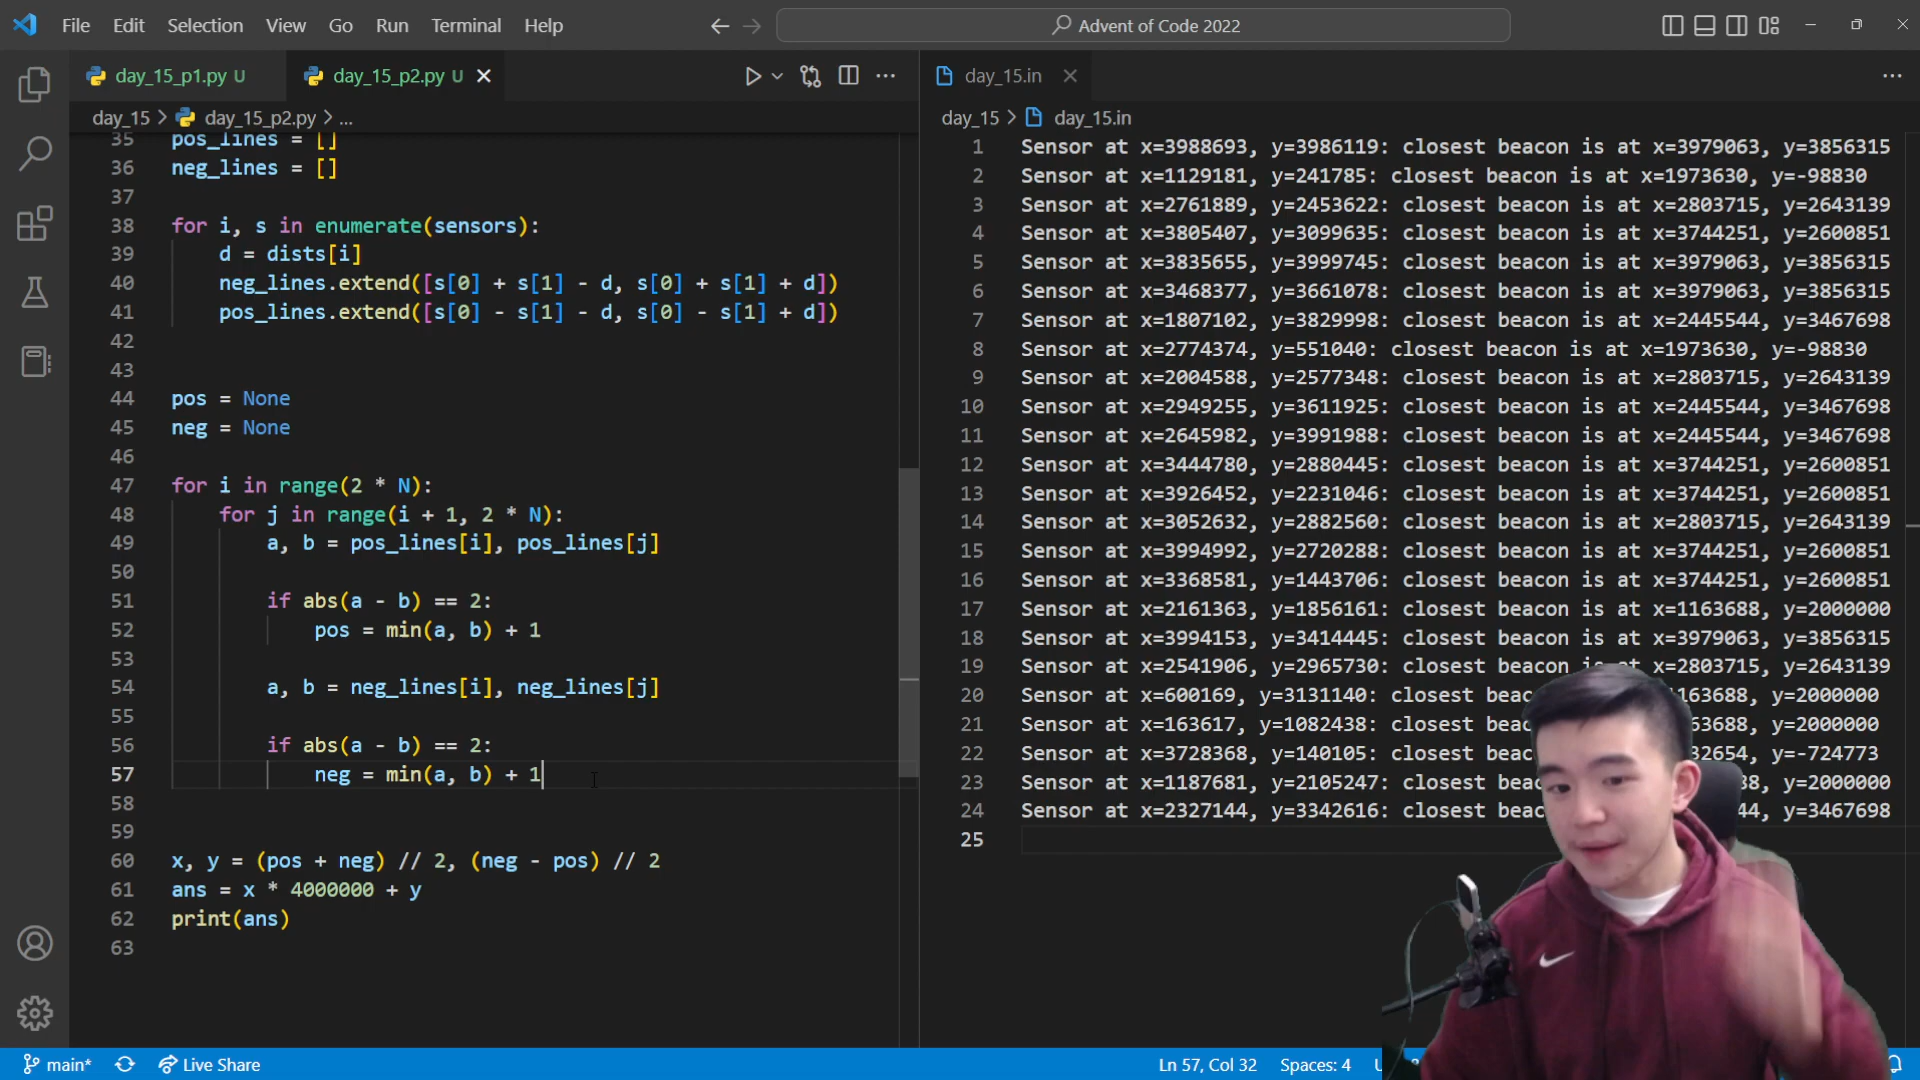 File Edit Selection View Go Run Terminal Help
Advent of Code 2022
day_15_p1.py U
day_15_p2.py U
day_15 > day_15_p2.py > ...
35 pos_lines = []
36 neg_lines = []
37
38 for i, s in enumerate(sensors):
39 d = dists[i]
40 neg_lines.extend([s[0] + s[1] - d, s[0] + s[1] + d])
41 pos_lines.extend([s[0] - s[1] - d, s[0] - s[1] + d])
42
43
44 pos = None
45 neg = None
46
47 for i in range(2 * N):
48 for j in range(i + 1, 2 * N):
49 a, b = pos_lines[i], pos_lines[j]
50
51 if abs(a - b) == 2:
52 pos = min(a, b) + 1
53
54 a, b = neg_lines[i], neg_lines[j]
55
56 if abs(a - b) == 2:
57 neg = min(a, b) + 1
58
59
60 x, y = (pos + neg) // 2, (neg - pos) // 2
61 ans = x * 4000000 + y
62 print(ans)
63
day_15.in
day_15 > day_15.in
1 Sensor at x=3988693, y=3986119: closest beacon is at x=3979063, y=3856315
2 Sensor at x=1129181, y=241785: closest beacon is at x=1973630, y=-98830
3 Sensor at x=2761889, y=2453622: closest beacon is at x=2803715, y=2643139
4 Sensor at x=3805407, y=3099635: closest beacon is at x=3744251, y=2600851
5 Sensor at x=3835655, y=3999745: closest beacon is at x=3979063, y=3856315
6 Sensor at x=3468377, y=3661078: closest beacon is at x=3979063, y=3856315
7 Sensor at x=1807102, y=3829998: closest beacon is at x=2445544, y=3467698
8 Sensor at x=2774374, y=551040: closest beacon is at x=1973630, y=-98830
9 Sensor at x=2004588, y=2577348: closest beacon is at x=2803715, y=2643139
10 Sensor at x=2949255, y=3611925: closest beacon is at x=2445544, y=3467698
11 Sensor at x=2645982, y=3991988: closest beacon is at x=2445544, y=3467698
12 Sensor at x=3444780, y=2880445: closest beacon is at x=3744251, y=2600851
13 Sensor at x=3926452, y=2231046: closest beacon is at x=3744251, y=2600851
14 Sensor at x=3052632, y=2882560: closest beacon is at x=2803715, y=2643139
15 Sensor at x=3994992, y=2720288: closest beacon is at x=3744251, y=2600851
16 Sensor at x=3368581, y=1443706: closest beacon is at x=3744251, y=2600851
17 Sensor at x=2161363, y=1856161: closest beacon is at x=1163688, y=2000000
18 Sensor at x=3994153, y=3414445: closest beacon is at x=3979063, y=3856315
19 Sensor at x=2541906, y=2965730: closest beacon is at x=2803715, y=2643139
20 Sensor at x=600169, y=3131140: closest beac 163688, y=2000000
21 Sensor at x=163617, y=1082438: closest beac 63688, y=2000000
22 Sensor at x=3728368, y=140105: closest beac 32654, y=-724773
23 Sensor at x=1187681, y=2105247: closest beac 88, y=2000000
24 Sensor at x=2327144, y=3342616: closest beac 44, y=3467698
25
main* Live Share Ln 57, Col 32 Spaces: 4